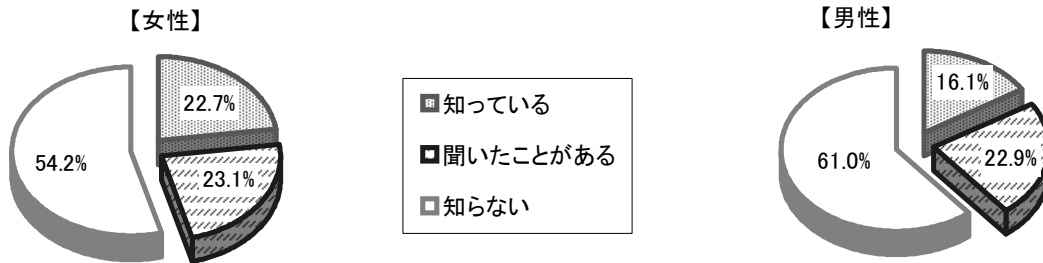 【女性】
22.7%
23.1%
54.2%
知っている
聞いたことがある
知らない
【男性】
16.1%
22.9%
61.0%